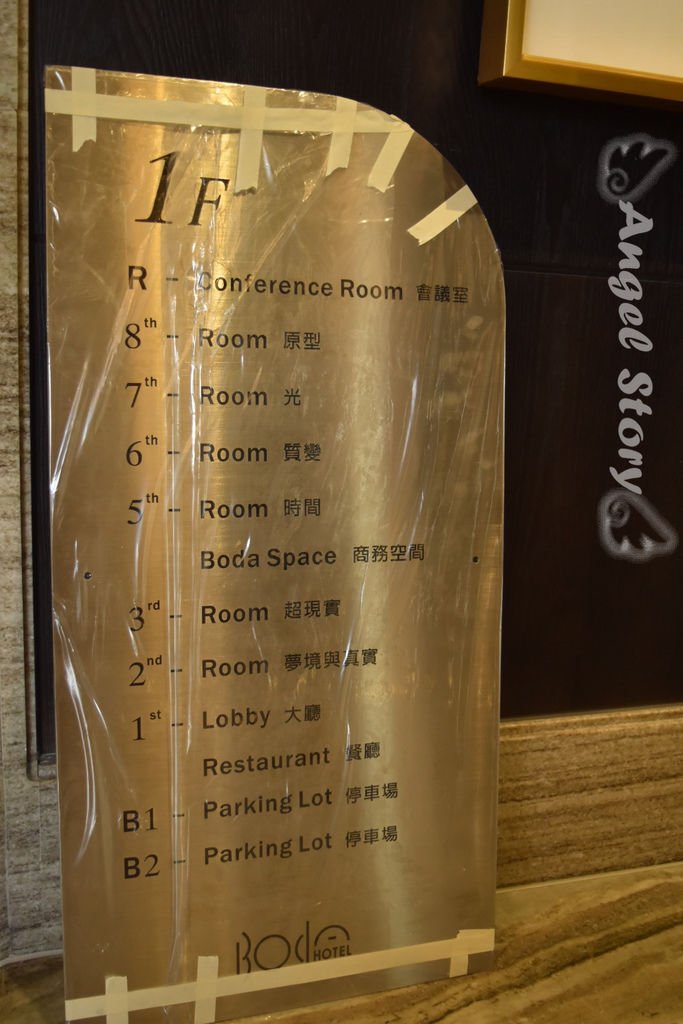 1F
R - Conference Room 會議室
8th - Room 原型
7th - Room 光
6th - Room 質變
5th - Room 時間
Boda Space 商務空間
3rd - Room 超現實
2nd - Room 夢境與真實
1st - Lobby 大廳
Restaurant 餐廳
B1 - Parking Lot 停車場
B2 - Parking Lot 停車場
Boda HOTEL
Angel Story